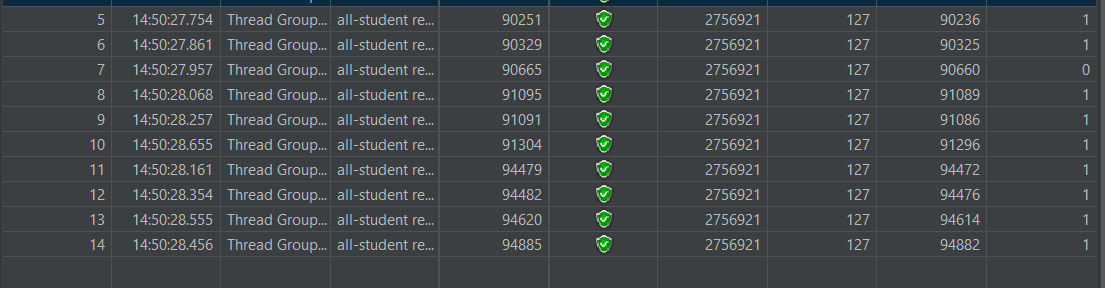 5 14:50:27.754 Thread Group... all-student re... 90251 2756921 127 90236 1
6 14:50:27.861 Thread Group... all-student re... 90329 2756921 127 90325 1
7 14:50:27.957 Thread Group... all-student re... 90665 2756921 127 90660 0
8 14:50:28.068 Thread Group... all-student re... 91095 2756921 127 91089 1
9 14:50:28.257 Thread Group... all-student re... 91091 2756921 127 91086 1
10 14:50:28.655 Thread Group... all-student re... 91304 2756921 127 91296 1
11 14:50:28.161 Thread Group... all-student re... 94479 2756921 127 94472 1
12 14:50:28.354 Thread Group... all-student re... 94482 2756921 127 94476 1
13 14:50:28.555 Thread Group... all-student re... 94620 2756921 127 94614 1
14 14:50:28.456 Thread Group... all-student re... 94885 2756921 127 94882 1